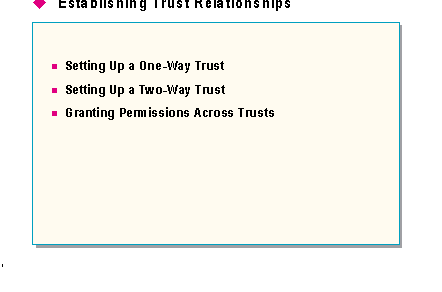 Establishing Trust Relationships
Setting Up a One-Way Trust
Setting Up a Two-Way Trust
Granting Permissions Across Trusts